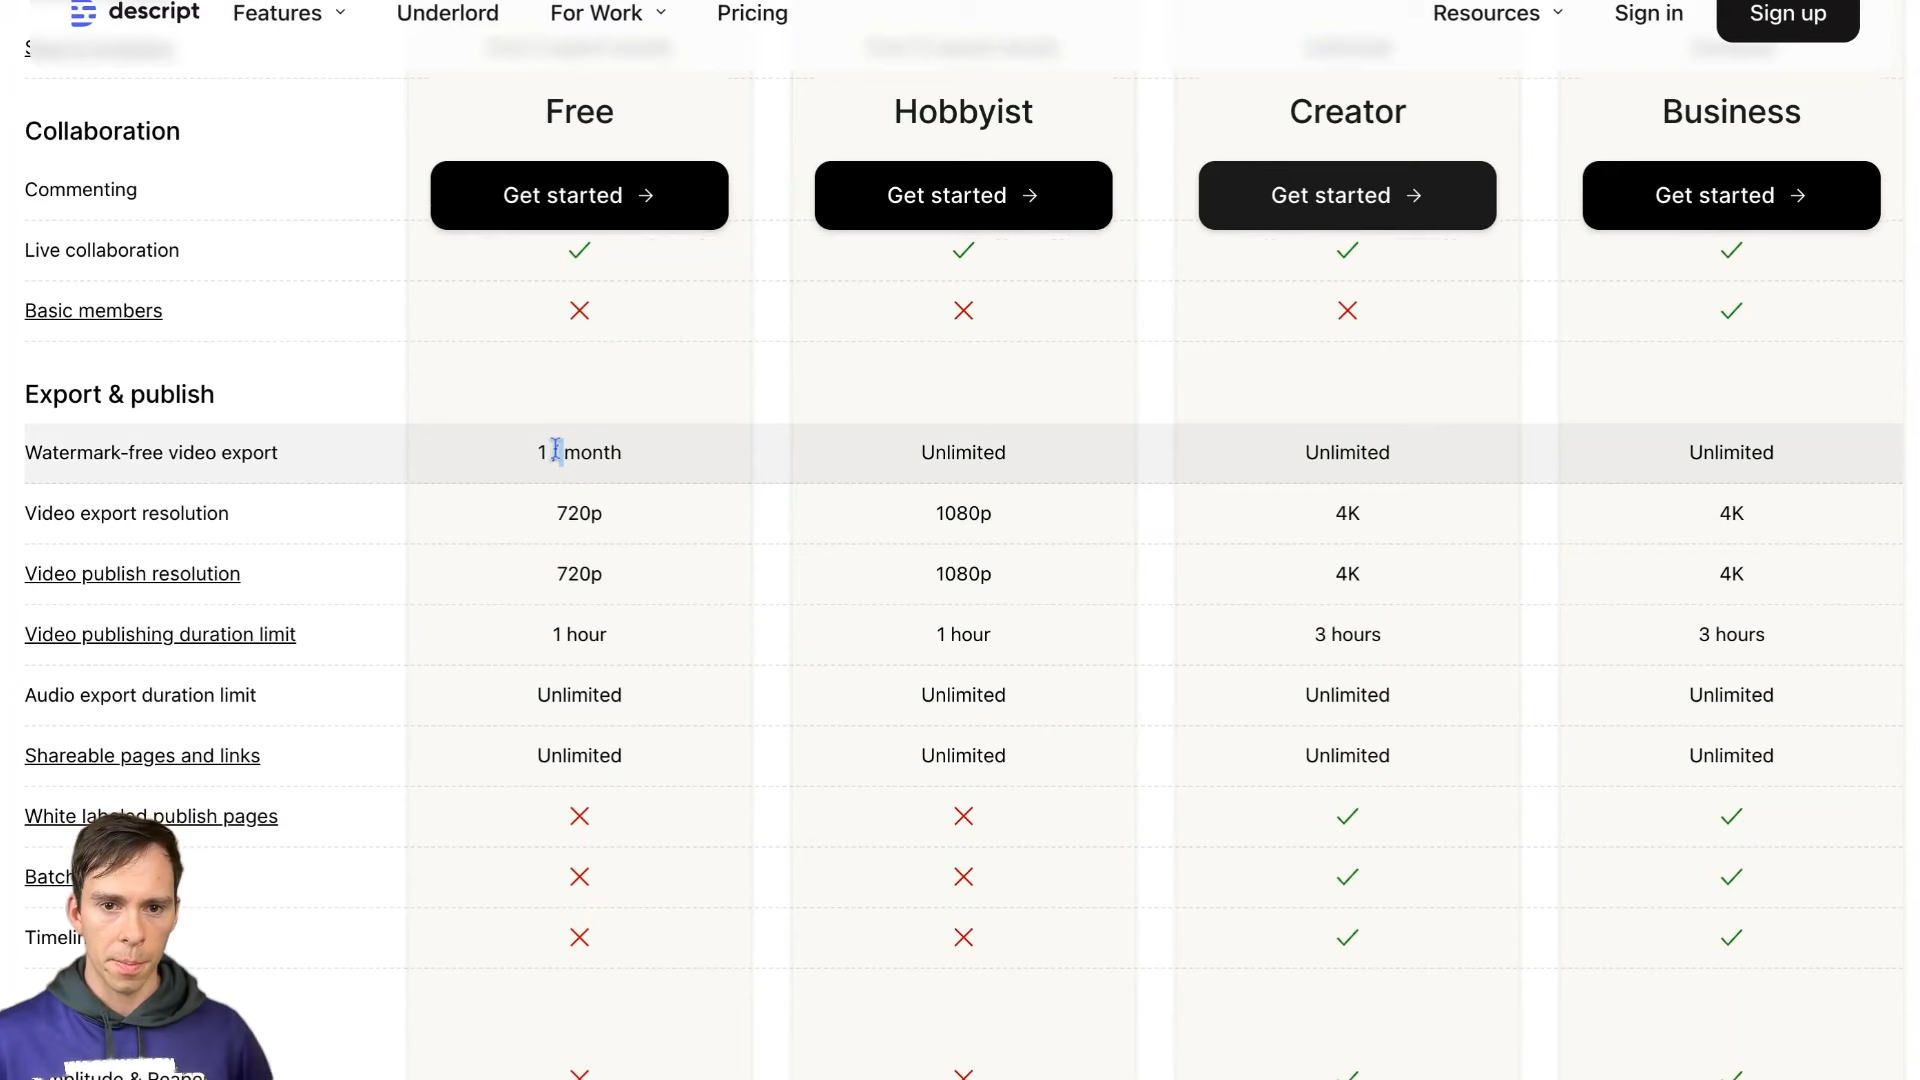 descript Features Underlord For Work Pricing Resources Sign in Sign up
Free Hobbyist Creator Business
Collaboration
Commenting
Get started → Get started → Get started → Get started →
Live collaboration
Basic members
Export & publish
Watermark-free video export 1 month Unlimited Unlimited Unlimited
Video export resolution 720p 1080p 4K 4K
Video publish resolution 720p 1080p 4K 4K
Video publishing duration limit 1 hour 1 hour 3 hours 3 hours
Audio export duration limit Unlimited Unlimited Unlimited Unlimited
Shareable pages and links Unlimited Unlimited Unlimited Unlimited
White labeled publish pages
Batch